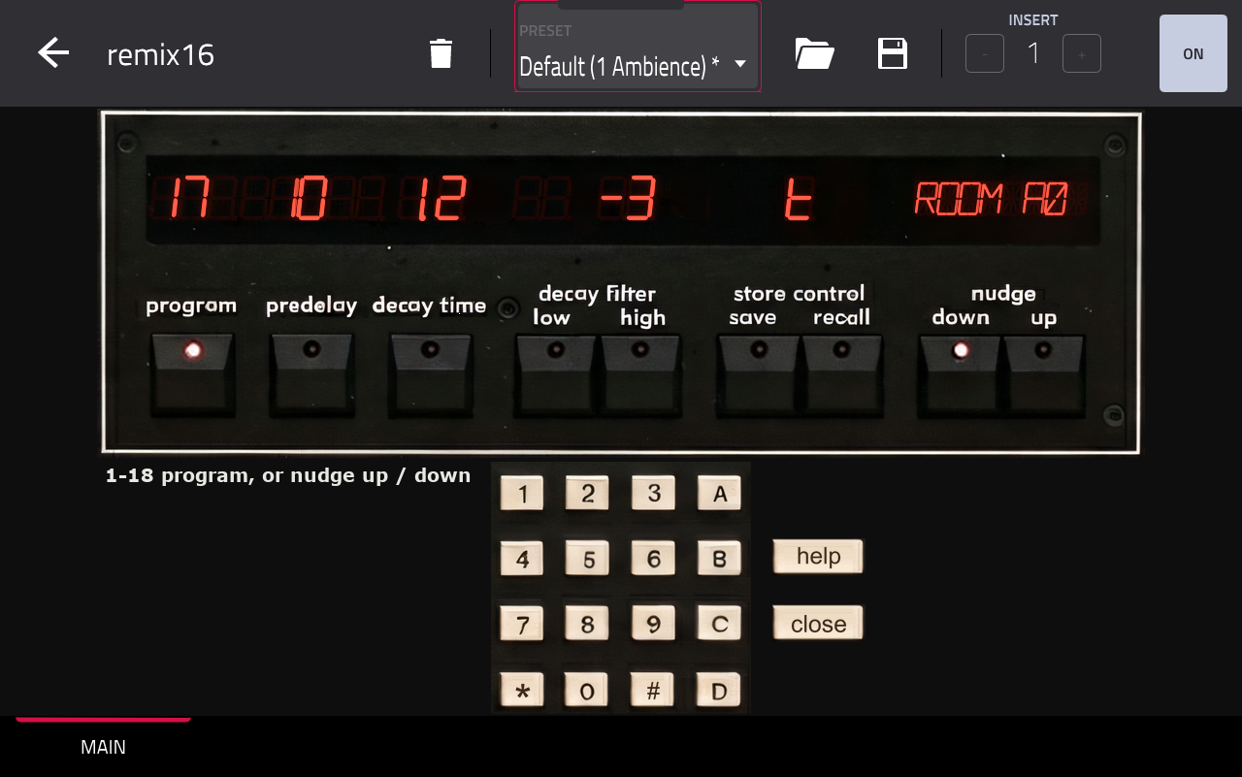 remix16
PRESET
Default (1 Ambience) *
INSERT
- 1 +
ON
17 10 1.2 -3 t ROOM A0
program predelay decay time
decay filter
low high
store control
save recall
nudge
down up
1-18 program, or nudge up / down
1 2 3 A
4 5 6 B
help
7 8 9 C
close
* 0 # D
MAIN